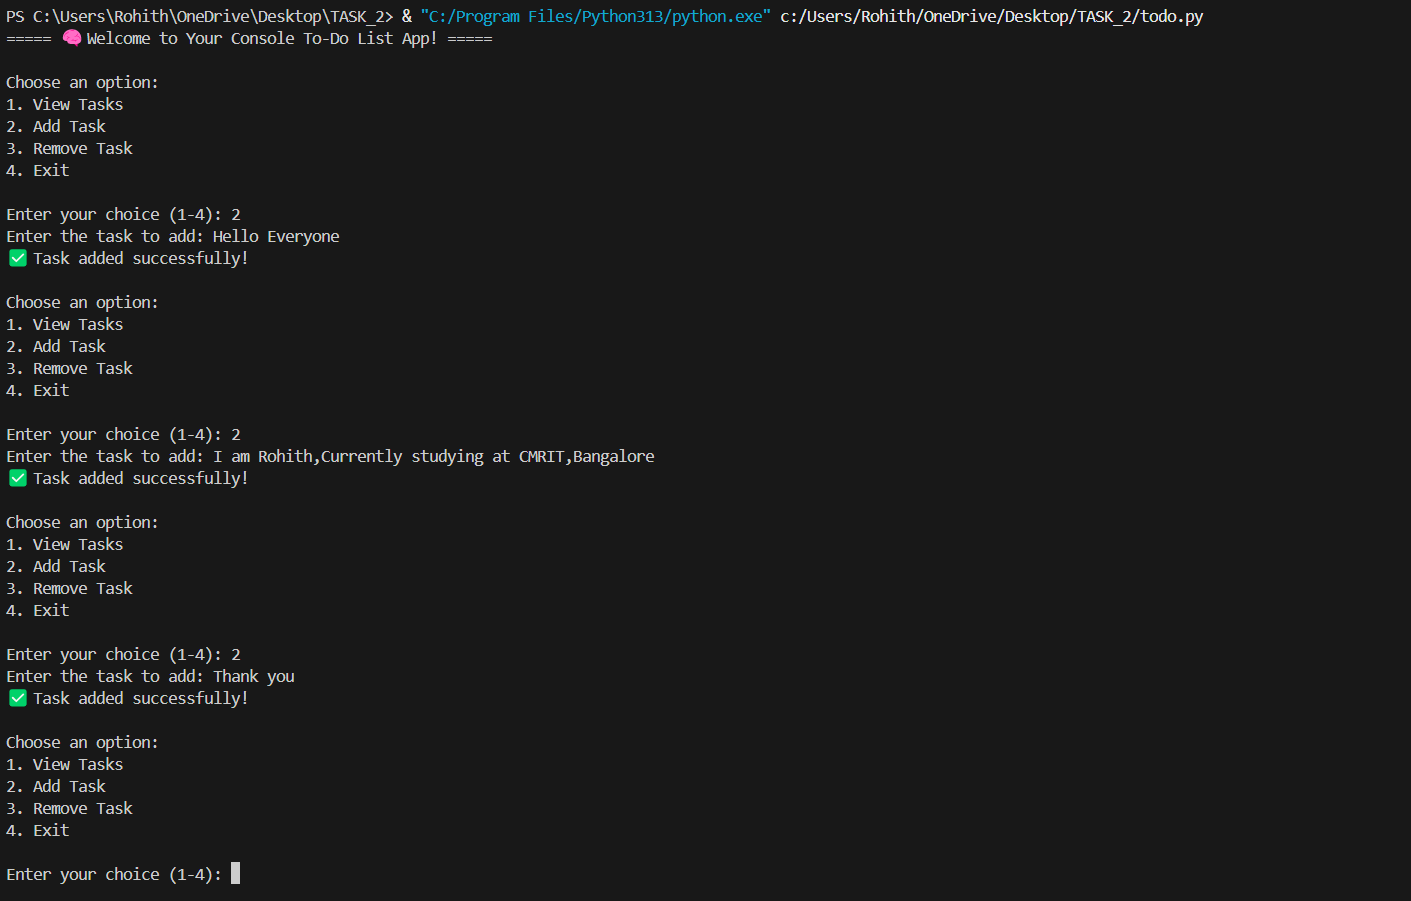 PS C:\Users\Rohith\OneDrive\Desktop\TASK_2> & "C:/Program Files/Python313/python.exe" c:/Users/Rohith/OneDrive/Desktop/TASK_2/todo.py
===== 🧠 Welcome to Your Console To-Do List App! =====
Choose an option:
1. View Tasks
2. Add Task
3. Remove Task
4. Exit
Enter your choice (1-4): 2
Enter the task to add: Hello Everyone
✅ Task added successfully!
Choose an option:
1. View Tasks
2. Add Task
3. Remove Task
4. Exit
Enter your choice (1-4): 2
Enter the task to add: I am Rohith,Currently studying at CMRIT,Bangalore
✅ Task added successfully!
Choose an option:
1. View Tasks
2. Add Task
3. Remove Task
4. Exit
Enter your choice (1-4): 2
Enter the task to add: Thank you
✅ Task added successfully!
Choose an option:
1. View Tasks
2. Add Task
3. Remove Task
4. Exit
Enter your choice (1-4):